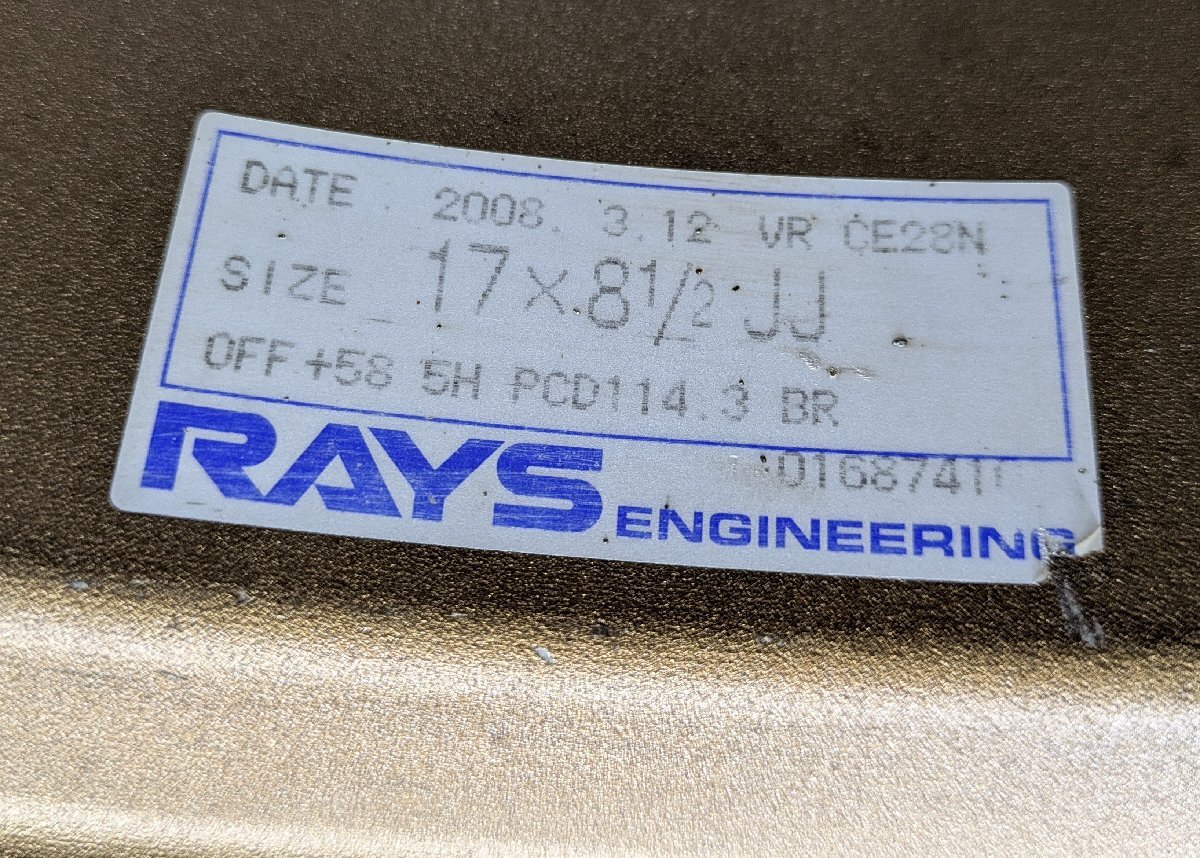 DATE 2008. 3.12 VR CE28N
SIZE 17×8½ JJ
OFF +58 5H PCD114.3 BR
RAYS ENGINEERING